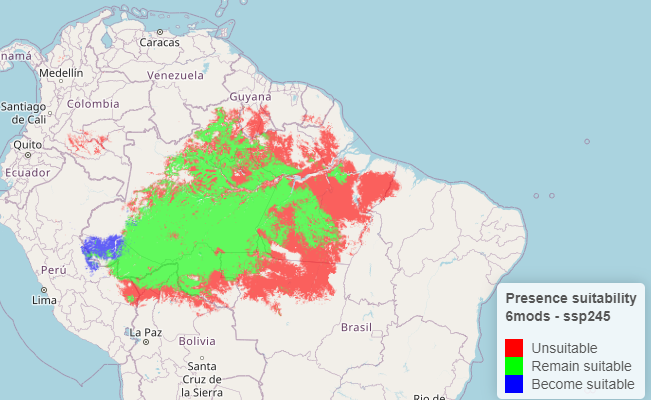 Caracas
namá
Medellín
Venezuela
Guyana
Santiago
de Cali
Colombia
Quito
Ecuador
Perú
Lima
La Paz
Brasil
Bolivia
Santa
Cruz de
la Sierra
Rio de
Presence suitability
6mods - ssp245
Unsuitable
Remain suitable
Become suitable